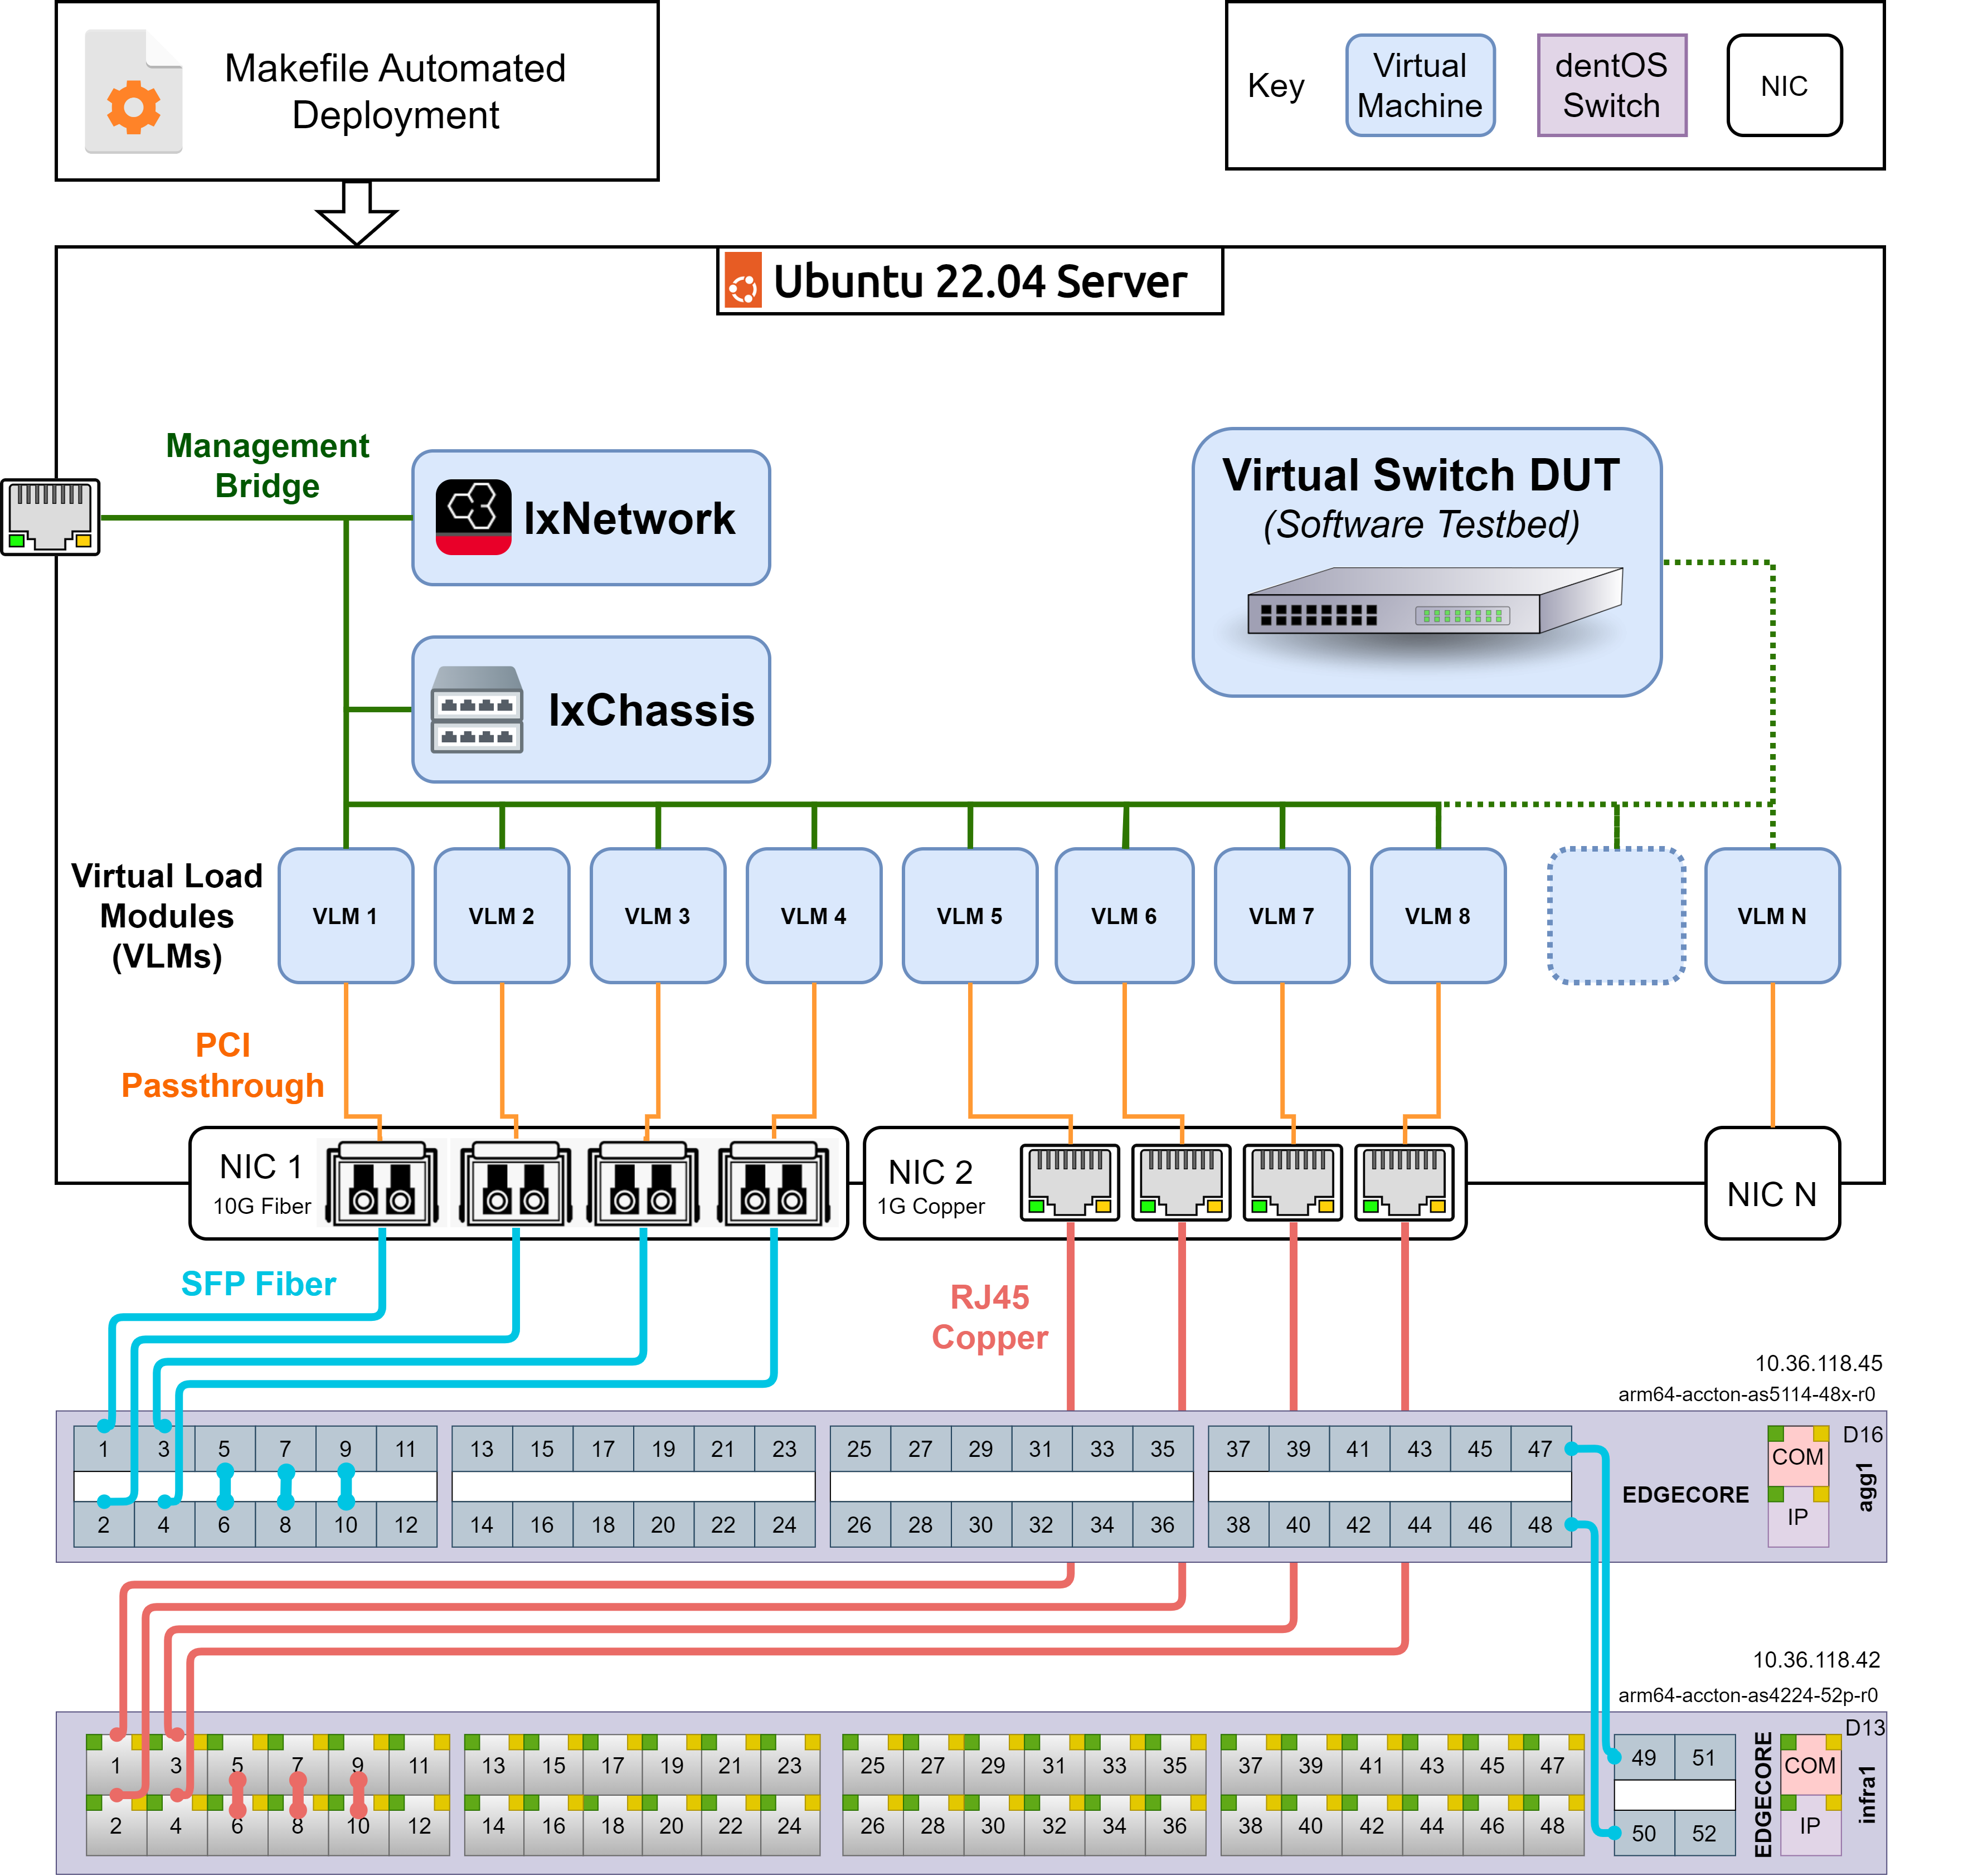 Makefile Automated
Deployment
Key
Virtual
Machine
dentOS
Switch
NIC
Ubuntu 22.04 Server
Management
Bridge
IxNetwork
Virtual Switch DUT
(Software Testbed)
IxChassis
Virtual Load
Modules
(VLMs)
VLM 1
VLM 2
VLM 3
VLM 4
VLM 5
VLM 6
VLM 7
VLM 8
VLM N
PCI
Passthrough
NIC 1
10G Fiber
NIC 2
1G Copper
NIC N
SFP Fiber
RJ45
Copper
10.36.118.45
arm64-accton-as5114-48x-r0
1 3 5 7 9 11 13 15 17 19 21 23 25 27 29 31 33 35 37 39 41 43 45 47
2 4 6 8 10 12 14 16 18 20 22 24 26 28 30 32 34 36 38 40 42 44 46 48
EDGECORE
COM
IP
D16
agg1
10.36.118.42
arm64-accton-as4224-52p-r0
1 3 5 7 9 11 13 15 17 19 21 23 25 27 29 31 33 35 37 39 41 43 45 47 49 51
2 4 6 8 10 12 14 16 18 20 22 24 26 28 30 32 34 36 38 40 42 44 46 48 50 52
EDGECORE
COM
IP
D13
infra1